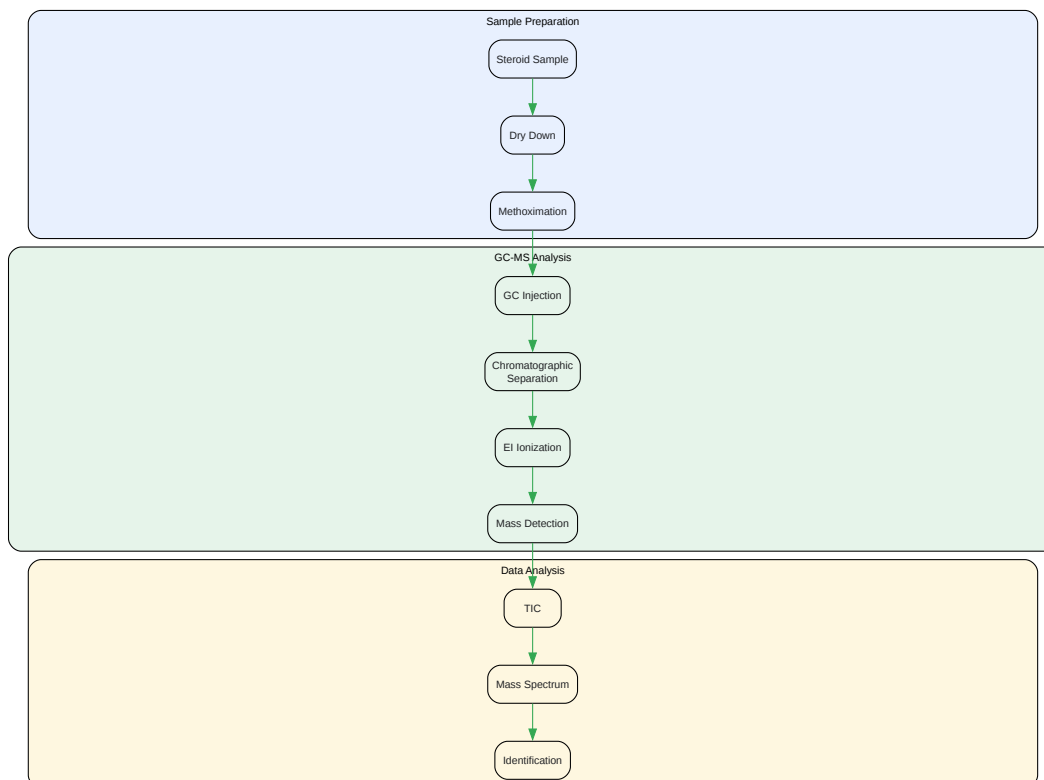 Sample Preparation
Steroid Sample
Dry Down
Methoximation
GC-MS Analysis
GC Injection
Chromatographic
Separation
EI Ionization
Mass Detection
Data Analysis
TIC
Mass Spectrum
Identification